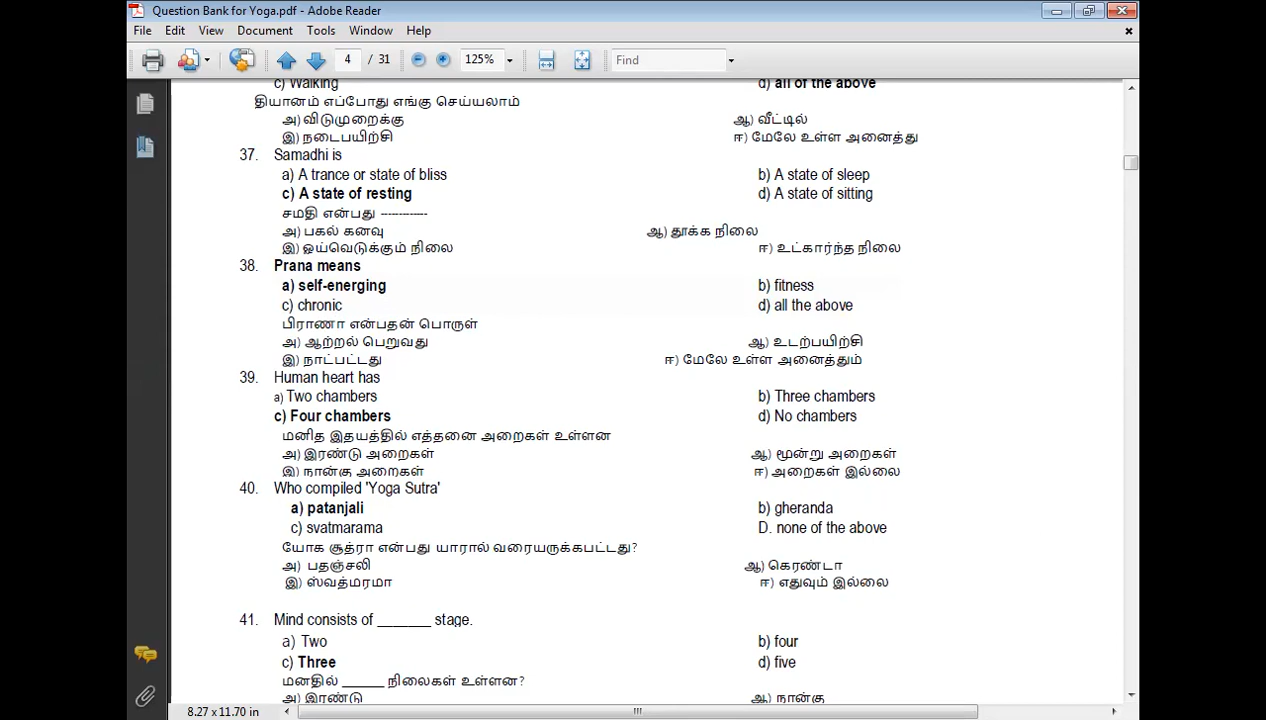 Question Bank for Yoga.pdf - Adobe Reader
File Edit View Document Tools Window Help
4 / 31 125% Find
c) Walking d) all of the above
தியானம் எப்போது எங்கு செய்யலாம்
அ) விடுமுறைக்கு ஆ) வீட்டில்
இ) நடைபயிற்சி ஈ) மேலே உள்ள அனைத்து
37. Samadhi is
a) A trance or state of bliss b) A state of sleep
c) A state of resting d) A state of sitting
சமதி என்பது ------------
அ) பகல் கனவு ஆ) தூக்க நிலை
இ) ஓய்வெடுக்கும் நிலை ஈ) உட்கார்ந்த நிலை
38. Prana means
a) self-energing b) fitness
c) chronic d) all the above
பிராணா என்பதன் பொருள்
அ) ஆற்றல் பெறுவது ஆ) உடற்பயிற்சி
இ) நாட்பட்டது ஈ) மேலே உள்ள அனைத்தும்
39. Human heart has
a) Two chambers b) Three chambers
c) Four chambers d) No chambers
மனித இதயத்தில் எத்தனை அறைகள் உள்ளன
அ) இரண்டு அறைகள் ஆ) மூன்று அறைகள்
இ) நான்கு அறைகள் ஈ) அறைகள் இல்லை
40. Who compiled 'Yoga Sutra'
a) patanjali b) gheranda
c) svatmarama D. none of the above
யோக சூத்ரா என்பது யாரால் வரையருக்கபட்டது?
அ) பதஞ்சலி ஆ) கெரண்டா
இ) ஸ்வத்மரமா ஈ) எதுவும் இல்லை
41. Mind consists of _______ stage.
a) Two b) four
c) Three d) five
மனதில் ______ நிலைகள் உள்ளன?
அ) இரண்டு ஆ) நான்கு
8.27 x 11.70 in